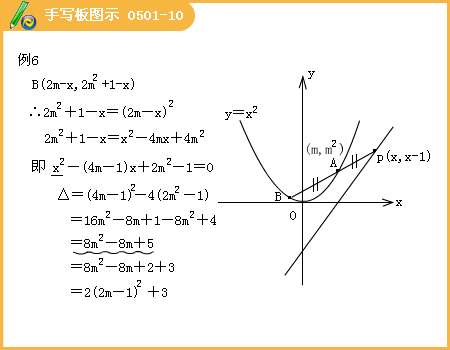 手写板图示 0501-10
例6
B(2m-x,2m²+1-x)
∴2m²+1-x=(2m-x)²
2m²+1-x=x²-4mx+4m²
即 x²-(4m-1)x+2m²-1=0
△=(4m-1)²-4(2m²-1)
=16m²-8m+1-8m²+4
=8m²-8m+5
=8m²-8m+2+3
=2(2m-1)²+3
y
y=x²
(m,m²)
A
p(x,x-1)
B
O
x